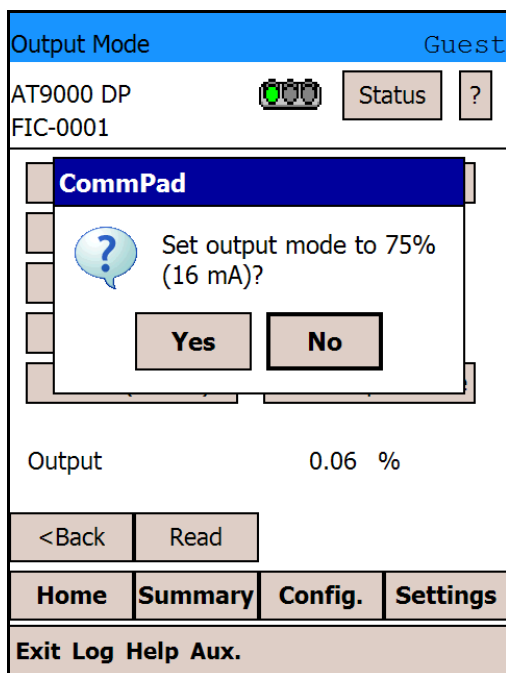 Output Mode Guest
AT9000 DP
Status ?
FIC-0001
CommPad
?
Set output mode to 75%
(16 mA)?
Yes No
Output 0.06 %
<Back Read
Home Summary Config. Settings
Exit Log Help Aux.